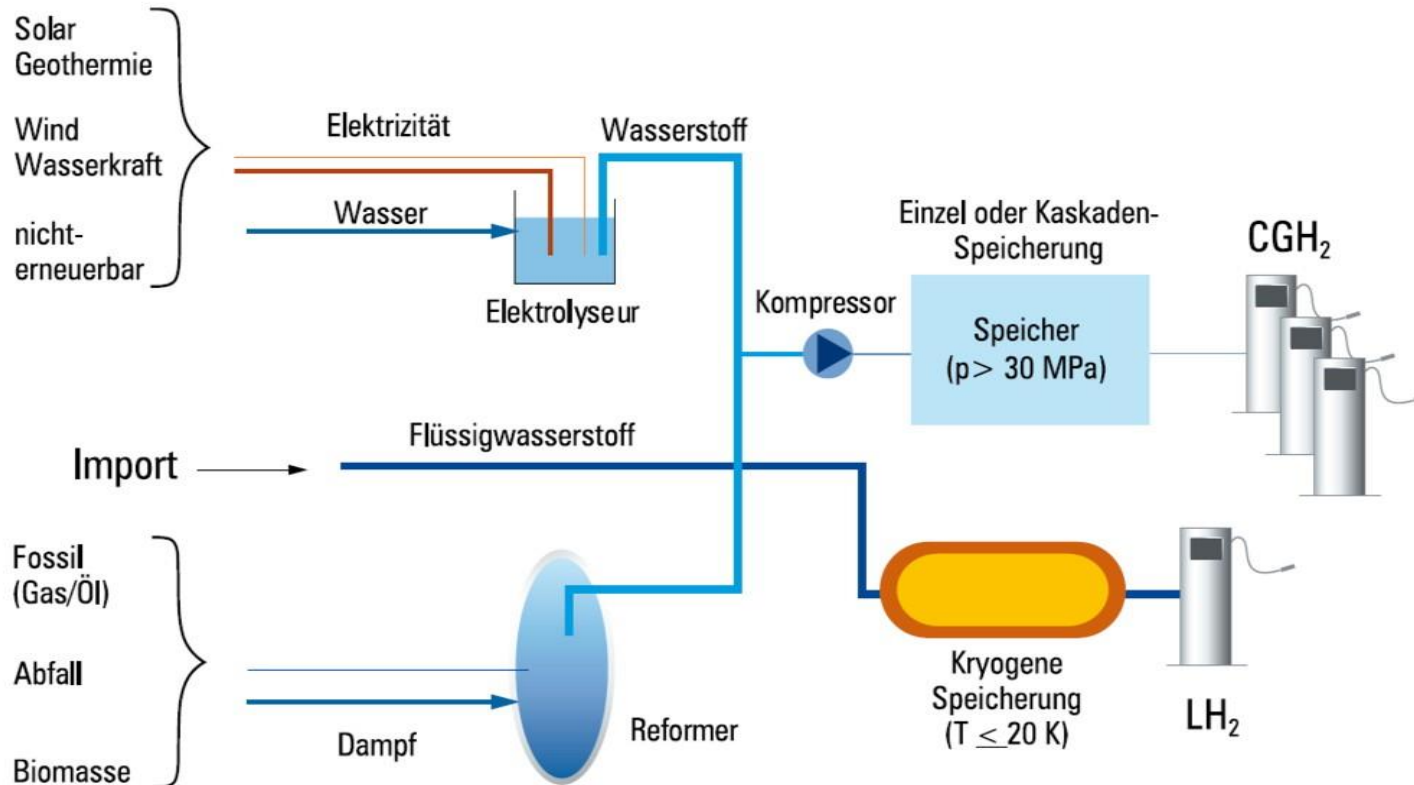 Solar
Geothermie
Wind
Wasserkraft
nicht-
erneuerbar
Elektrizität
Wasser
Elektrolyseur
Wasserstoff
Kompressor
Einzel oder Kaskaden-
Speicherung
Speicher
(p> 30 MPa)
CGH₂
Import
Flüssigwasserstoff
Fossil
(Gas/Öl)
Abfall
Biomasse
Dampf
Reformer
Kryogene
Speicherung
(T ≤ 20 K)
LH₂